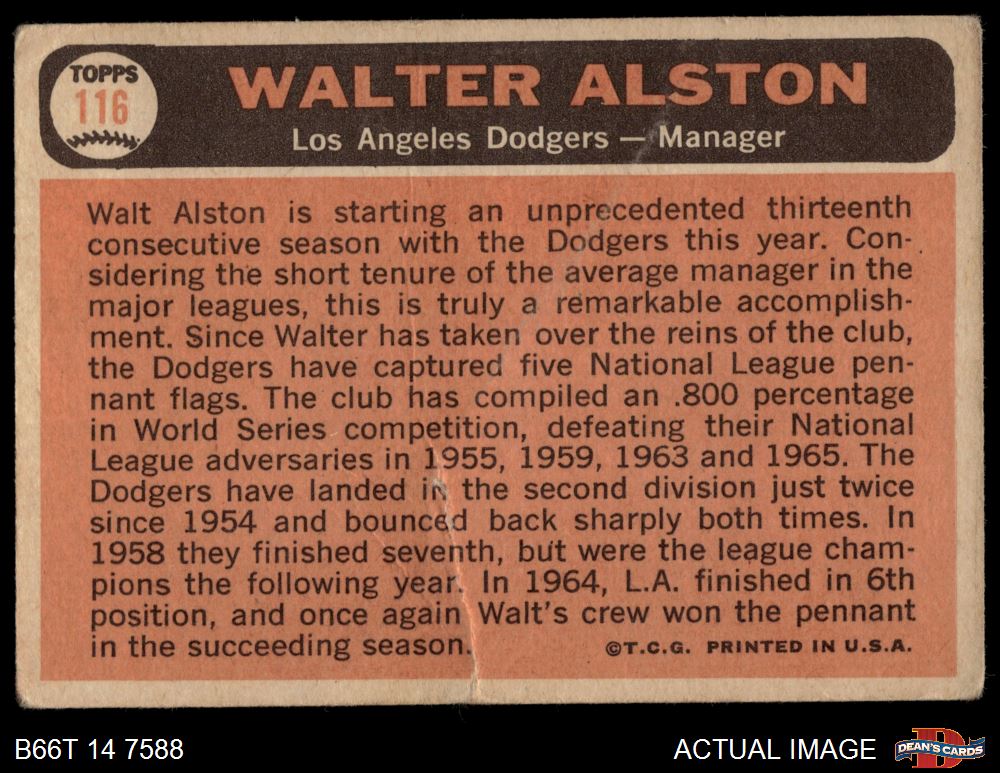 TOPPS
116
WALTER ALSTON
Los Angeles Dodgers — Manager
Walt Alston is starting an unprecedented thirteenth
consecutive season with the Dodgers this year. Con-
sidering the short tenure of the average manager in the
major leagues, this is truly a remarkable accomplish-
ment. Since Walter has taken over the reins of the club,
the Dodgers have captured five National League pen-
nant flags. The club has compiled an .800 percentage
in World Series competition, defeating their National
League adversaries in 1955, 1959, 1963 and 1965. The
Dodgers have landed in the second division just twice
since 1954 and bounced back sharply both times. In
1958 they finished seventh, but were the league cham-
pions the following year. In 1964, L.A. finished in 6th
position, and once again Walt's crew won the pennant
in the succeeding season.
©T.C.G. PRINTED IN U.S.A.
B66T 14 7588
ACTUAL IMAGE
D
DEAN'S CARDS